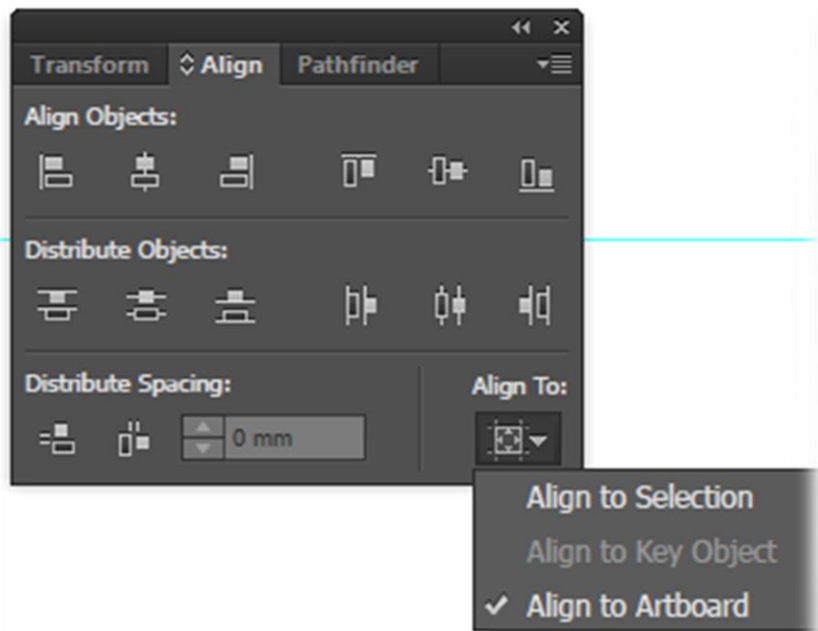 Transform Align Pathfinder
Align Objects:
Distribute Objects:
Distribute Spacing: Align To:
0 mm
Align to Selection
Align to Key Object
Align to Artboard